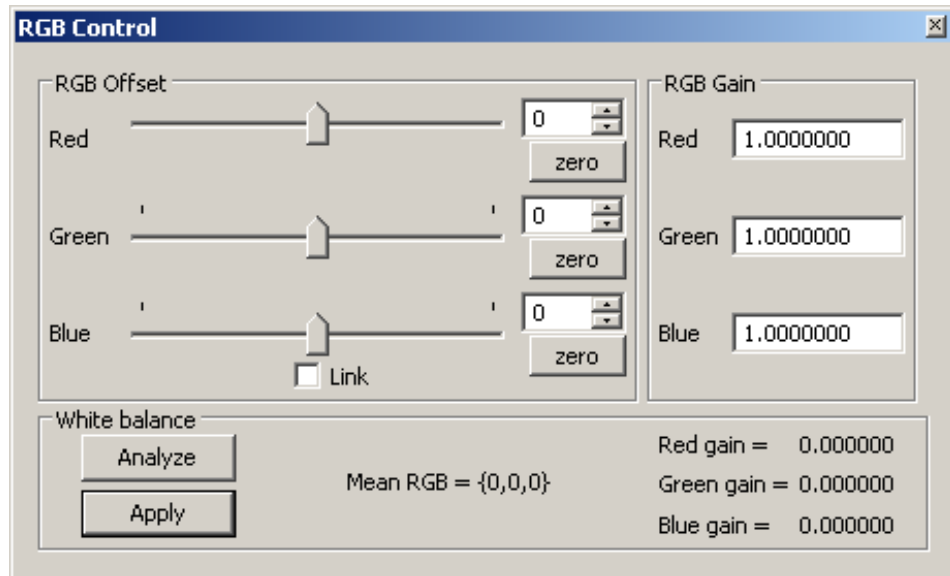 RGB Control
RGB Offset
Red
0
zero
Green
0
zero
Blue
0
zero
Link
RGB Gain
Red 1.0000000
Green 1.0000000
Blue 1.0000000
White balance
Analyze
Apply
Mean RGB = {0,0,0}
Red gain = 0.000000
Green gain = 0.000000
Blue gain = 0.000000